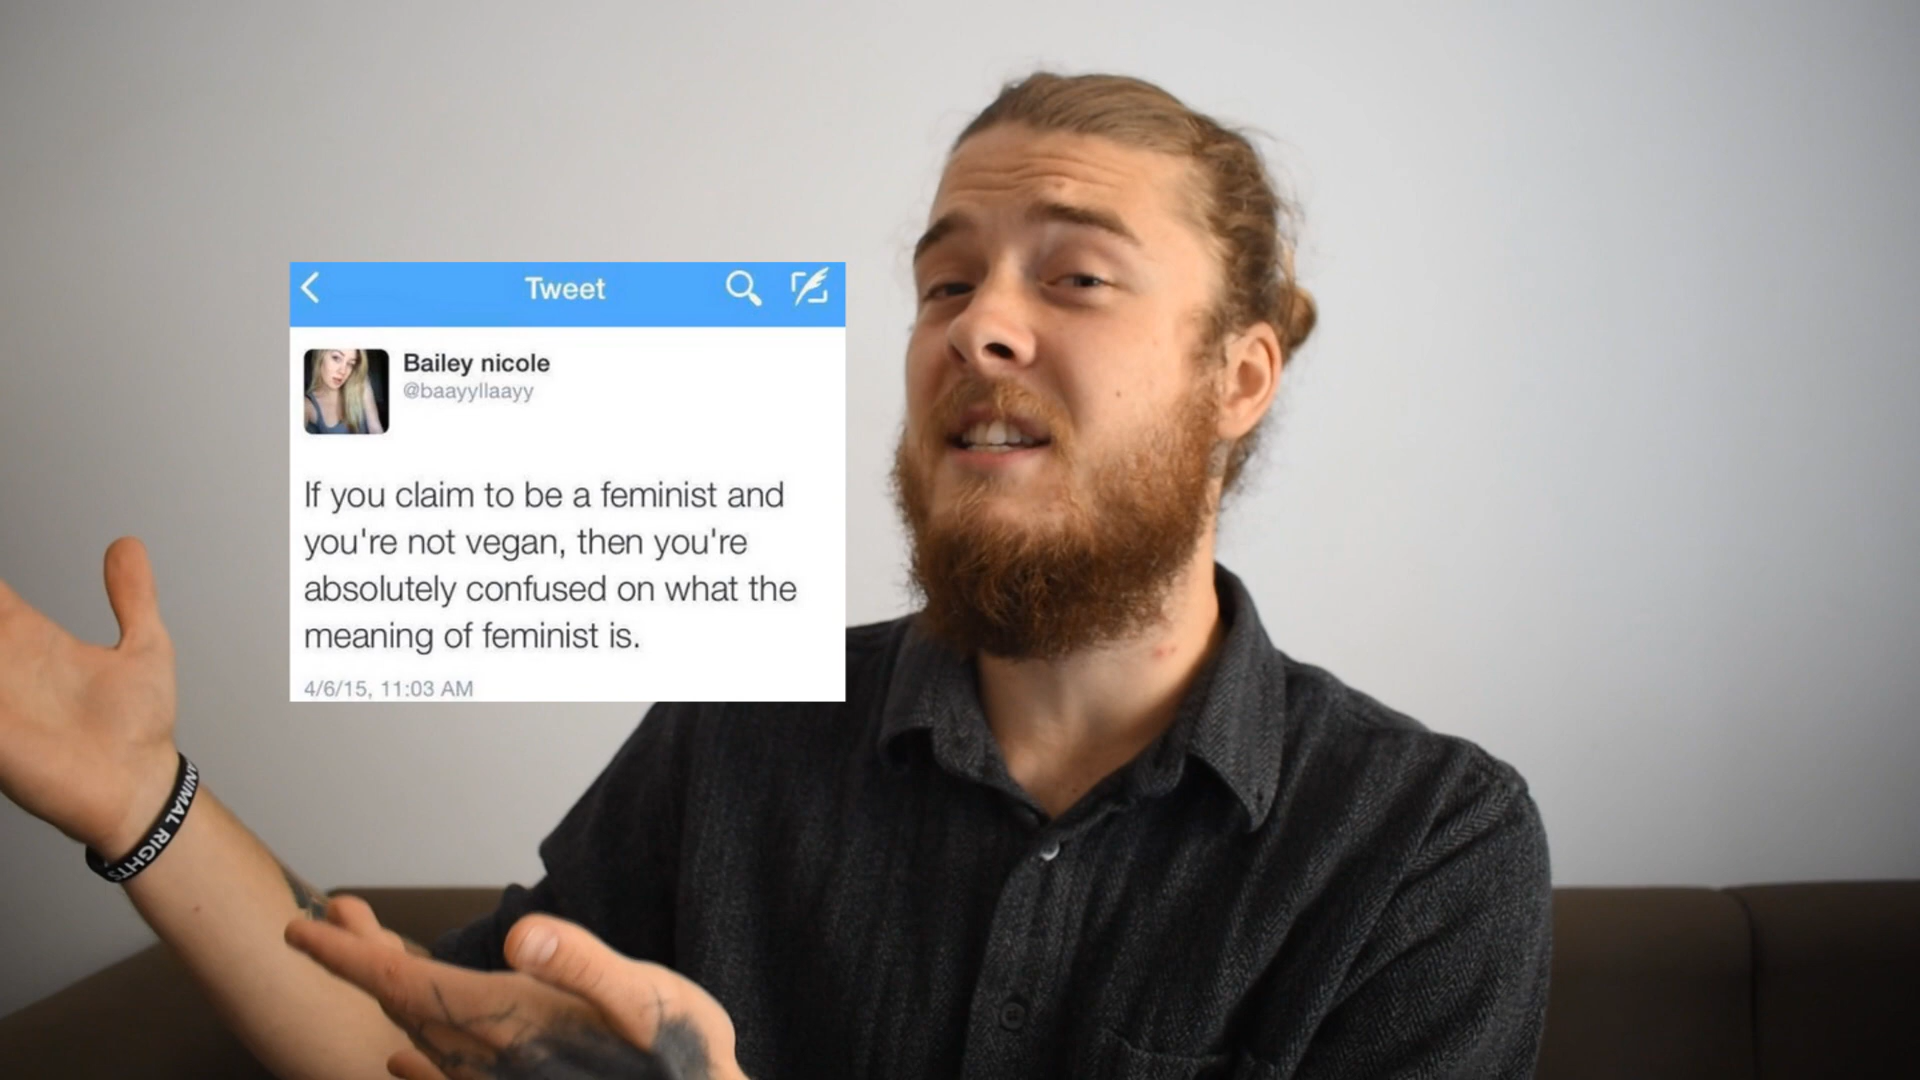 Tweet
Bailey nicole
@baayyllaayy
If you claim to be a feminist and
you're not vegan, then you're
absolutely confused on what the
meaning of feminist is.
4/6/15, 11:03 AM
ANIMAL RIGHTS